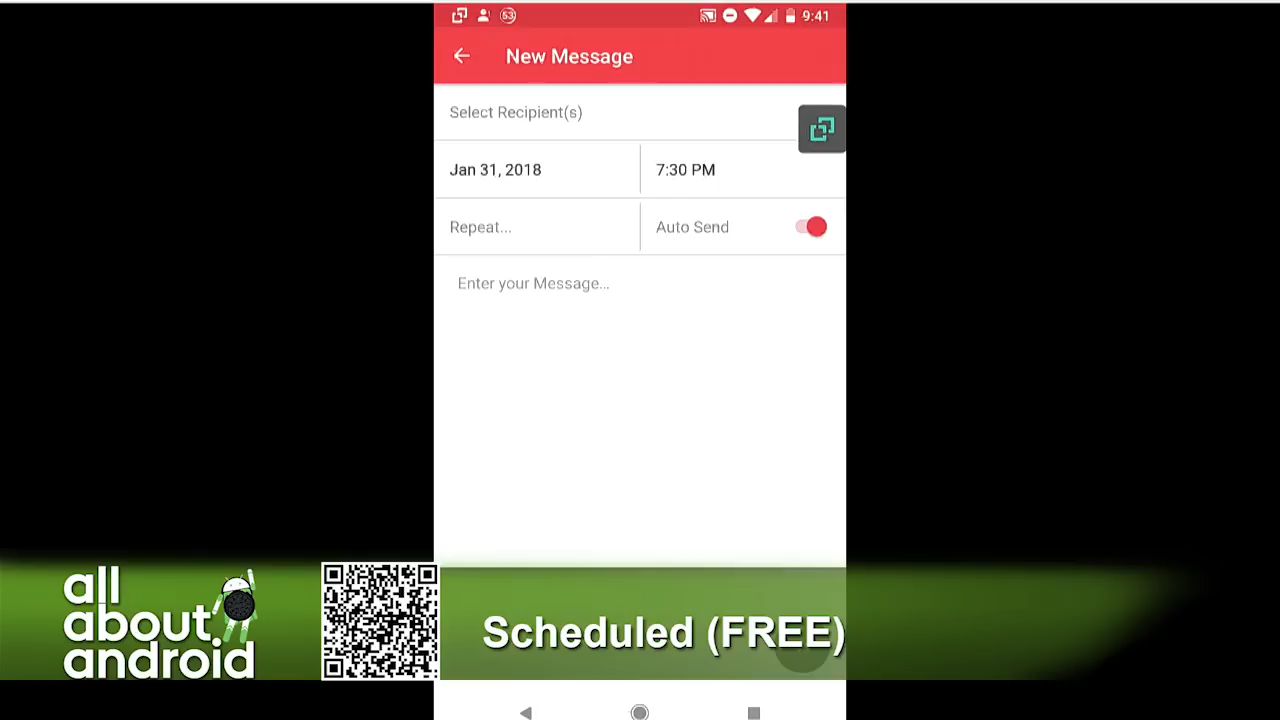 53
9:41
New Message
Select Recipient(s)
Jan 31, 2018
7:30 PM
Repeat...
Auto Send
Enter your Message...
all
about
android
Scheduled (FREE)